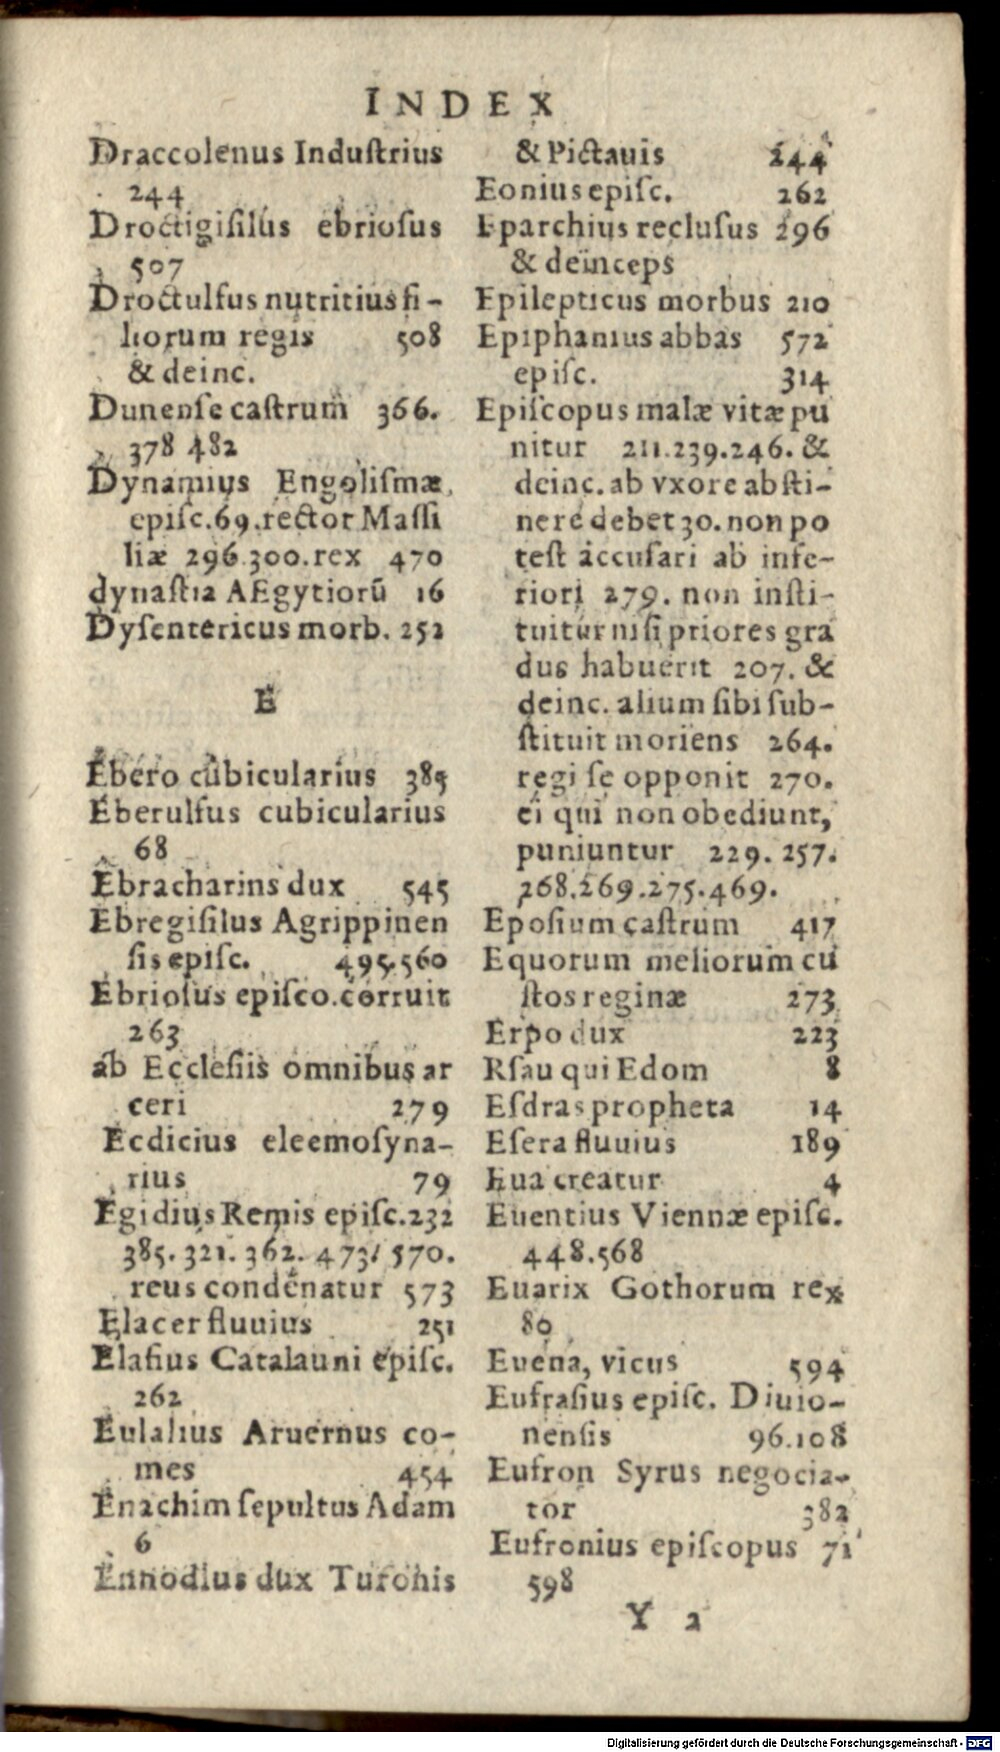 INDEX
Draccolenus Induſtrius
244
Droctigiſilus ebrioſus
507
Droctulfus nutritius fi-
liorum regis 508
& deinc.
Dunenſe caſtrum 366.
378 482
Dynamius Engoliſmæ
epiſc.69.rector Maſſi
liæ 296.300.rex 470
dynaſtia AEgytiorū 16
Dyſentericus morb. 252
E
Ebero cubicularius 385
Eberulfus cubicularius
68
Ebracharins dux 545
Ebregiſilus Agrippinen
ſis epiſc. 495.560
Ebrioſus epiſco.corruit
263
ab Eccleſiis omnibus ar
ceri 279
Ecdicius eleemoſyna-
rius 79
Egidius Remis epiſc.232
385. 321. 362. 473. 570.
reus condēnatur 573
Elacer fluuius 251
Elaſius Catalauni epiſc.
262
Eulalius Aruernus co-
mes 454
Enachim ſepultus Adam
6
Ennodius dux Turonis
& Pictauis 244
Eonius epiſc. 262
Eparchius recluſus 296
& deinceps
Epilepticus morbus 210
Epiphanius abbas 572
epiſc. 314
Epiſcopus malæ vitæ pu
nitur 211.239.246. &
deinc. ab vxore abſti-
nere debet 30. non po
teſt accuſari ab infe-
riori 279. non inſti-
tuitur niſi priores gra
dus habuerit 207. &
deinc. alium ſibi ſub-
ſtituit moriens 264.
regi ſe opponit 270.
ei qui non obediunt,
puniuntur 229. 257.
268.269.275.469.
Epoſium caſtrum 417
Equorum meliorum cu
ſtos reginæ 273
Erpo dux 223
Rſau qui Edom 8
Eſdras propheta 14
Eſera fluuius 189
Eua creatur 4
Euentius Viennæ epiſc.
448.568
Euarix Gothorum rex
80
Euena, vicus 594
Eufraſius epiſc. Diuio-
nenſis 96.108
Eufron Syrus negocia-
tor 382
Eufronius epiſcopus 71
598
Y 2
Digitalisierung gefördert durch die Deutsche Forschungsgemeinschaft - DFG